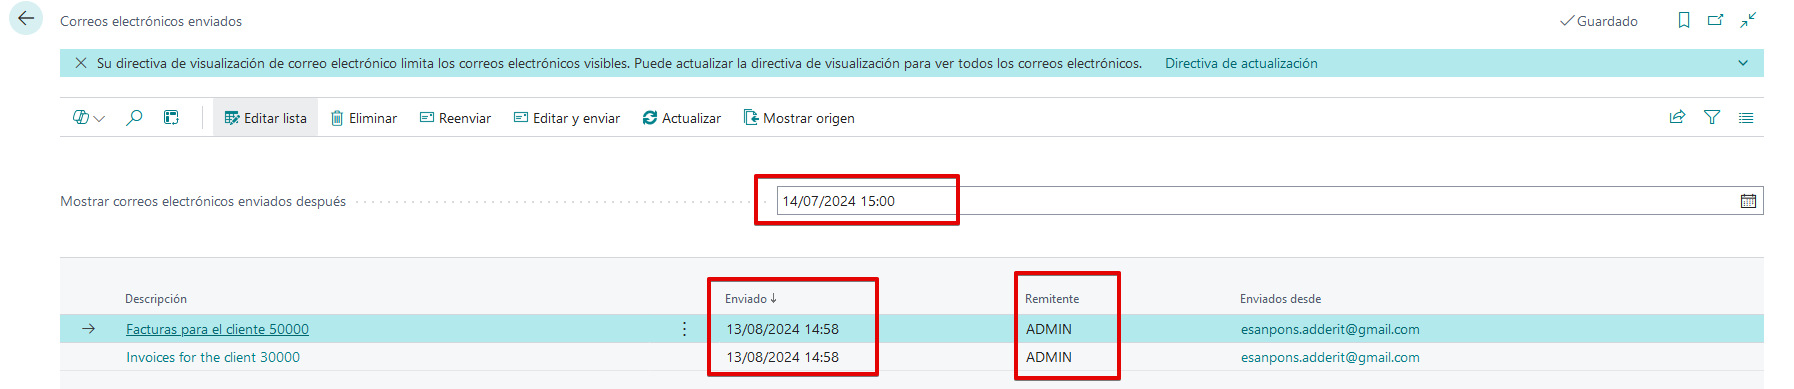 Correos electrónicos enviados
Guardado
Su directiva de visualización de correo electrónico limita los correos electrónicos visibles. Puede actualizar la directiva de visualización para ver todos los correos electrónicos. Directiva de actualización
Editar lista Eliminar Reenviar Editar y enviar Actualizar Mostrar origen
Mostrar correos electrónicos enviados después 14/07/2024 15:00
Descripción Enviado ↓ Remitente Enviados desde
Facturas para el cliente 50000 13/08/2024 14:58 ADMIN esanpons.adderit@gmail.com
Invoices for the client 30000 13/08/2024 14:58 ADMIN esanpons.adderit@gmail.com